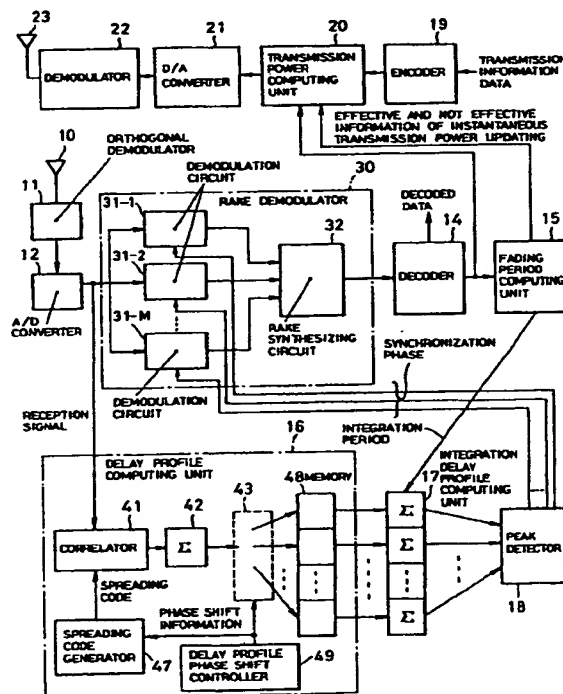 23
22
21
20
19
DEMODULATOR
D/A
CONVERTER
TRANSMISSION
POWER
COMPUTING
UNIT
ENCODER
TRANSMISSION
INFORMATION
DATA
EFFECTIVE AND NOT EFFECTIVE
INFORMATION OF INSTANTANEOUS
TRANSMISSION POWER UPDATING
10
ORTHOGONAL
DEMODULATOR
11
12
A/D
CONVERTER
DEMODULATION
CIRCUIT
30
RAKE DEMODULATOR
31-1
31-2
31-M
32
RAKE
SYNTHESIZING
CIRCUIT
DEMODULATION
CIRCUIT
DECODED
DATA
14
DECODER
15
FADING
PERIOD
COMPUTING
UNIT
SYNCHRONIZATION
PHASE
INTEGRATION
PERIOD
RECEPTION
SIGNAL
16
DELAY PROFILE
COMPUTING UNIT
41
CORRELATOR
42
Σ
43
48
MEMORY
17
INTEGRATION
DELAY
PROFILE
COMPUTING
UNIT
Σ
Σ
Σ
PEAK
DETECTOR
18
SPREADING
CODE
PHASE SHIFT
INFORMATION
SPREADING
CODE
GENERATOR
47
DELAY PROFILE
PHASE SHIFT
CONTROLLER
49